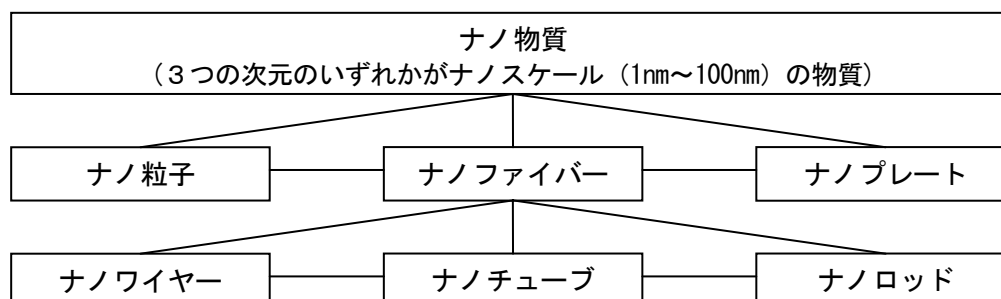 ナノ物質
（３つの次元のいずれかがナノスケール（1nm～100nm）の物質）
ナノ粒子
ナノファイバー
ナノプレート
ナノワイヤー
ナノチューブ
ナノロッド